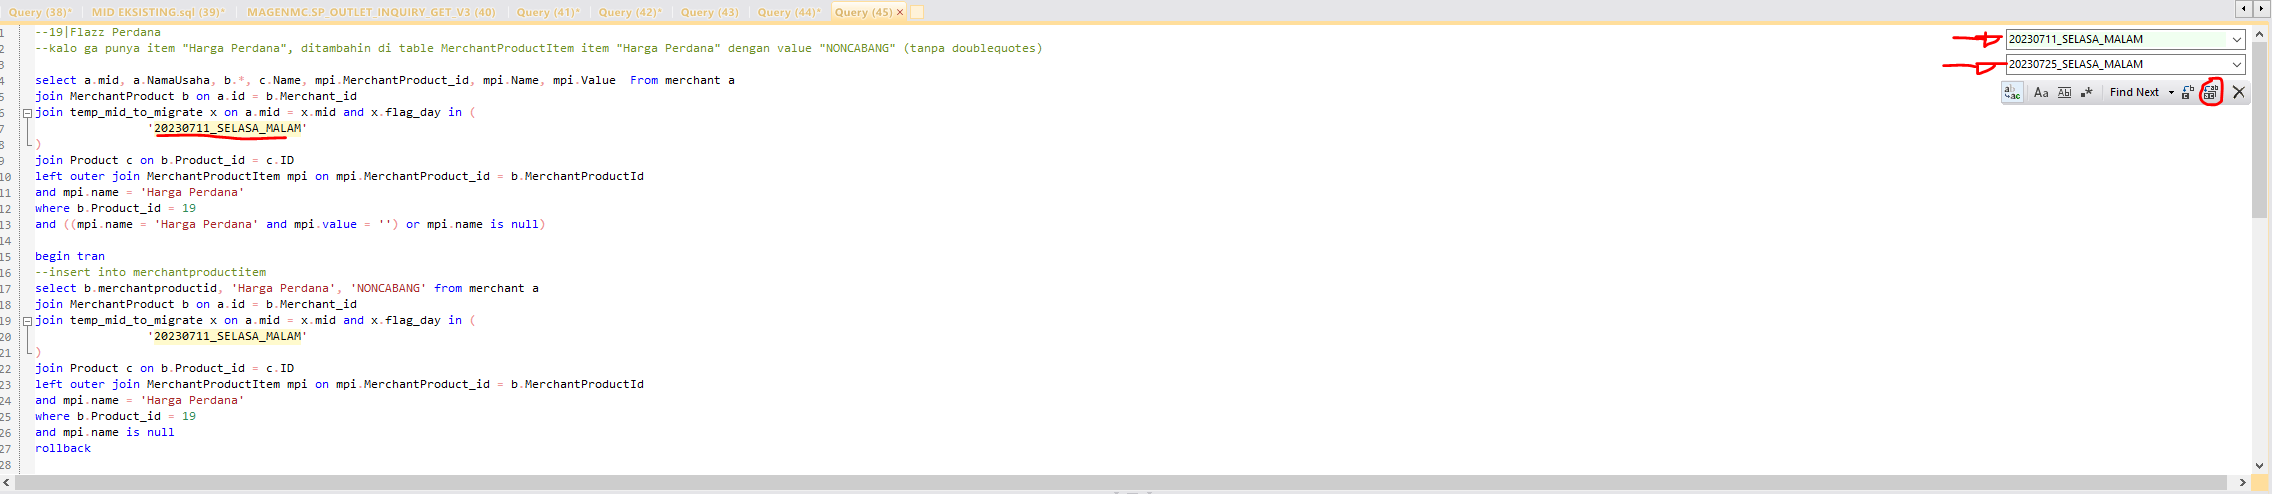 Query (38)* MID EKSISTING.sql (39)* MAGENMC.SP_OUTLET_INQUIRY_GET_V3 (40) Query (41)* Query (42)* Query (43) Query (44)* Query (45) ×
1 --19|Flazz Perdana
2 --kalo ga punya item "Harga Perdana", ditambahin di table MerchantProductItem item "Harga Perdana" dengan value "NONCABANG" (tanpa doublequotes)
3
4 select a.mid, a.NamaUsaha, b.*, c.Name, mpi.MerchantProduct_id, mpi.Name, mpi.Value From merchant a
5 join MerchantProduct b on a.id = b.Merchant_id
6 join temp_mid_to_migrate x on a.mid = x.mid and x.flag_day in (
7 '20230711_SELASA_MALAM'
8 )
9 join Product c on b.Product_id = c.ID
10 left outer join MerchantProductItem mpi on mpi.MerchantProduct_id = b.MerchantProductId
11 and mpi.name = 'Harga Perdana'
12 where b.Product_id = 19
13 and ((mpi.name = 'Harga Perdana' and mpi.value = '') or mpi.name is null)
14
15 begin tran
16 --insert into merchantproductitem
17 select b.merchantproductid, 'Harga Perdana', 'NONCABANG' from merchant a
18 join MerchantProduct b on a.id = b.Merchant_id
19 join temp_mid_to_migrate x on a.mid = x.mid and x.flag_day in (
20 '20230711_SELASA_MALAM'
21 )
22 join Product c on b.Product_id = c.ID
23 left outer join MerchantProductItem mpi on mpi.MerchantProduct_id = b.MerchantProductId
24 and mpi.name = 'Harga Perdana'
25 where b.Product_id = 19
26 and mpi.name is null
27 rollback
28
20230711_SELASA_MALAM
20230725_SELASA_MALAM
Aa Ab .* Find Next